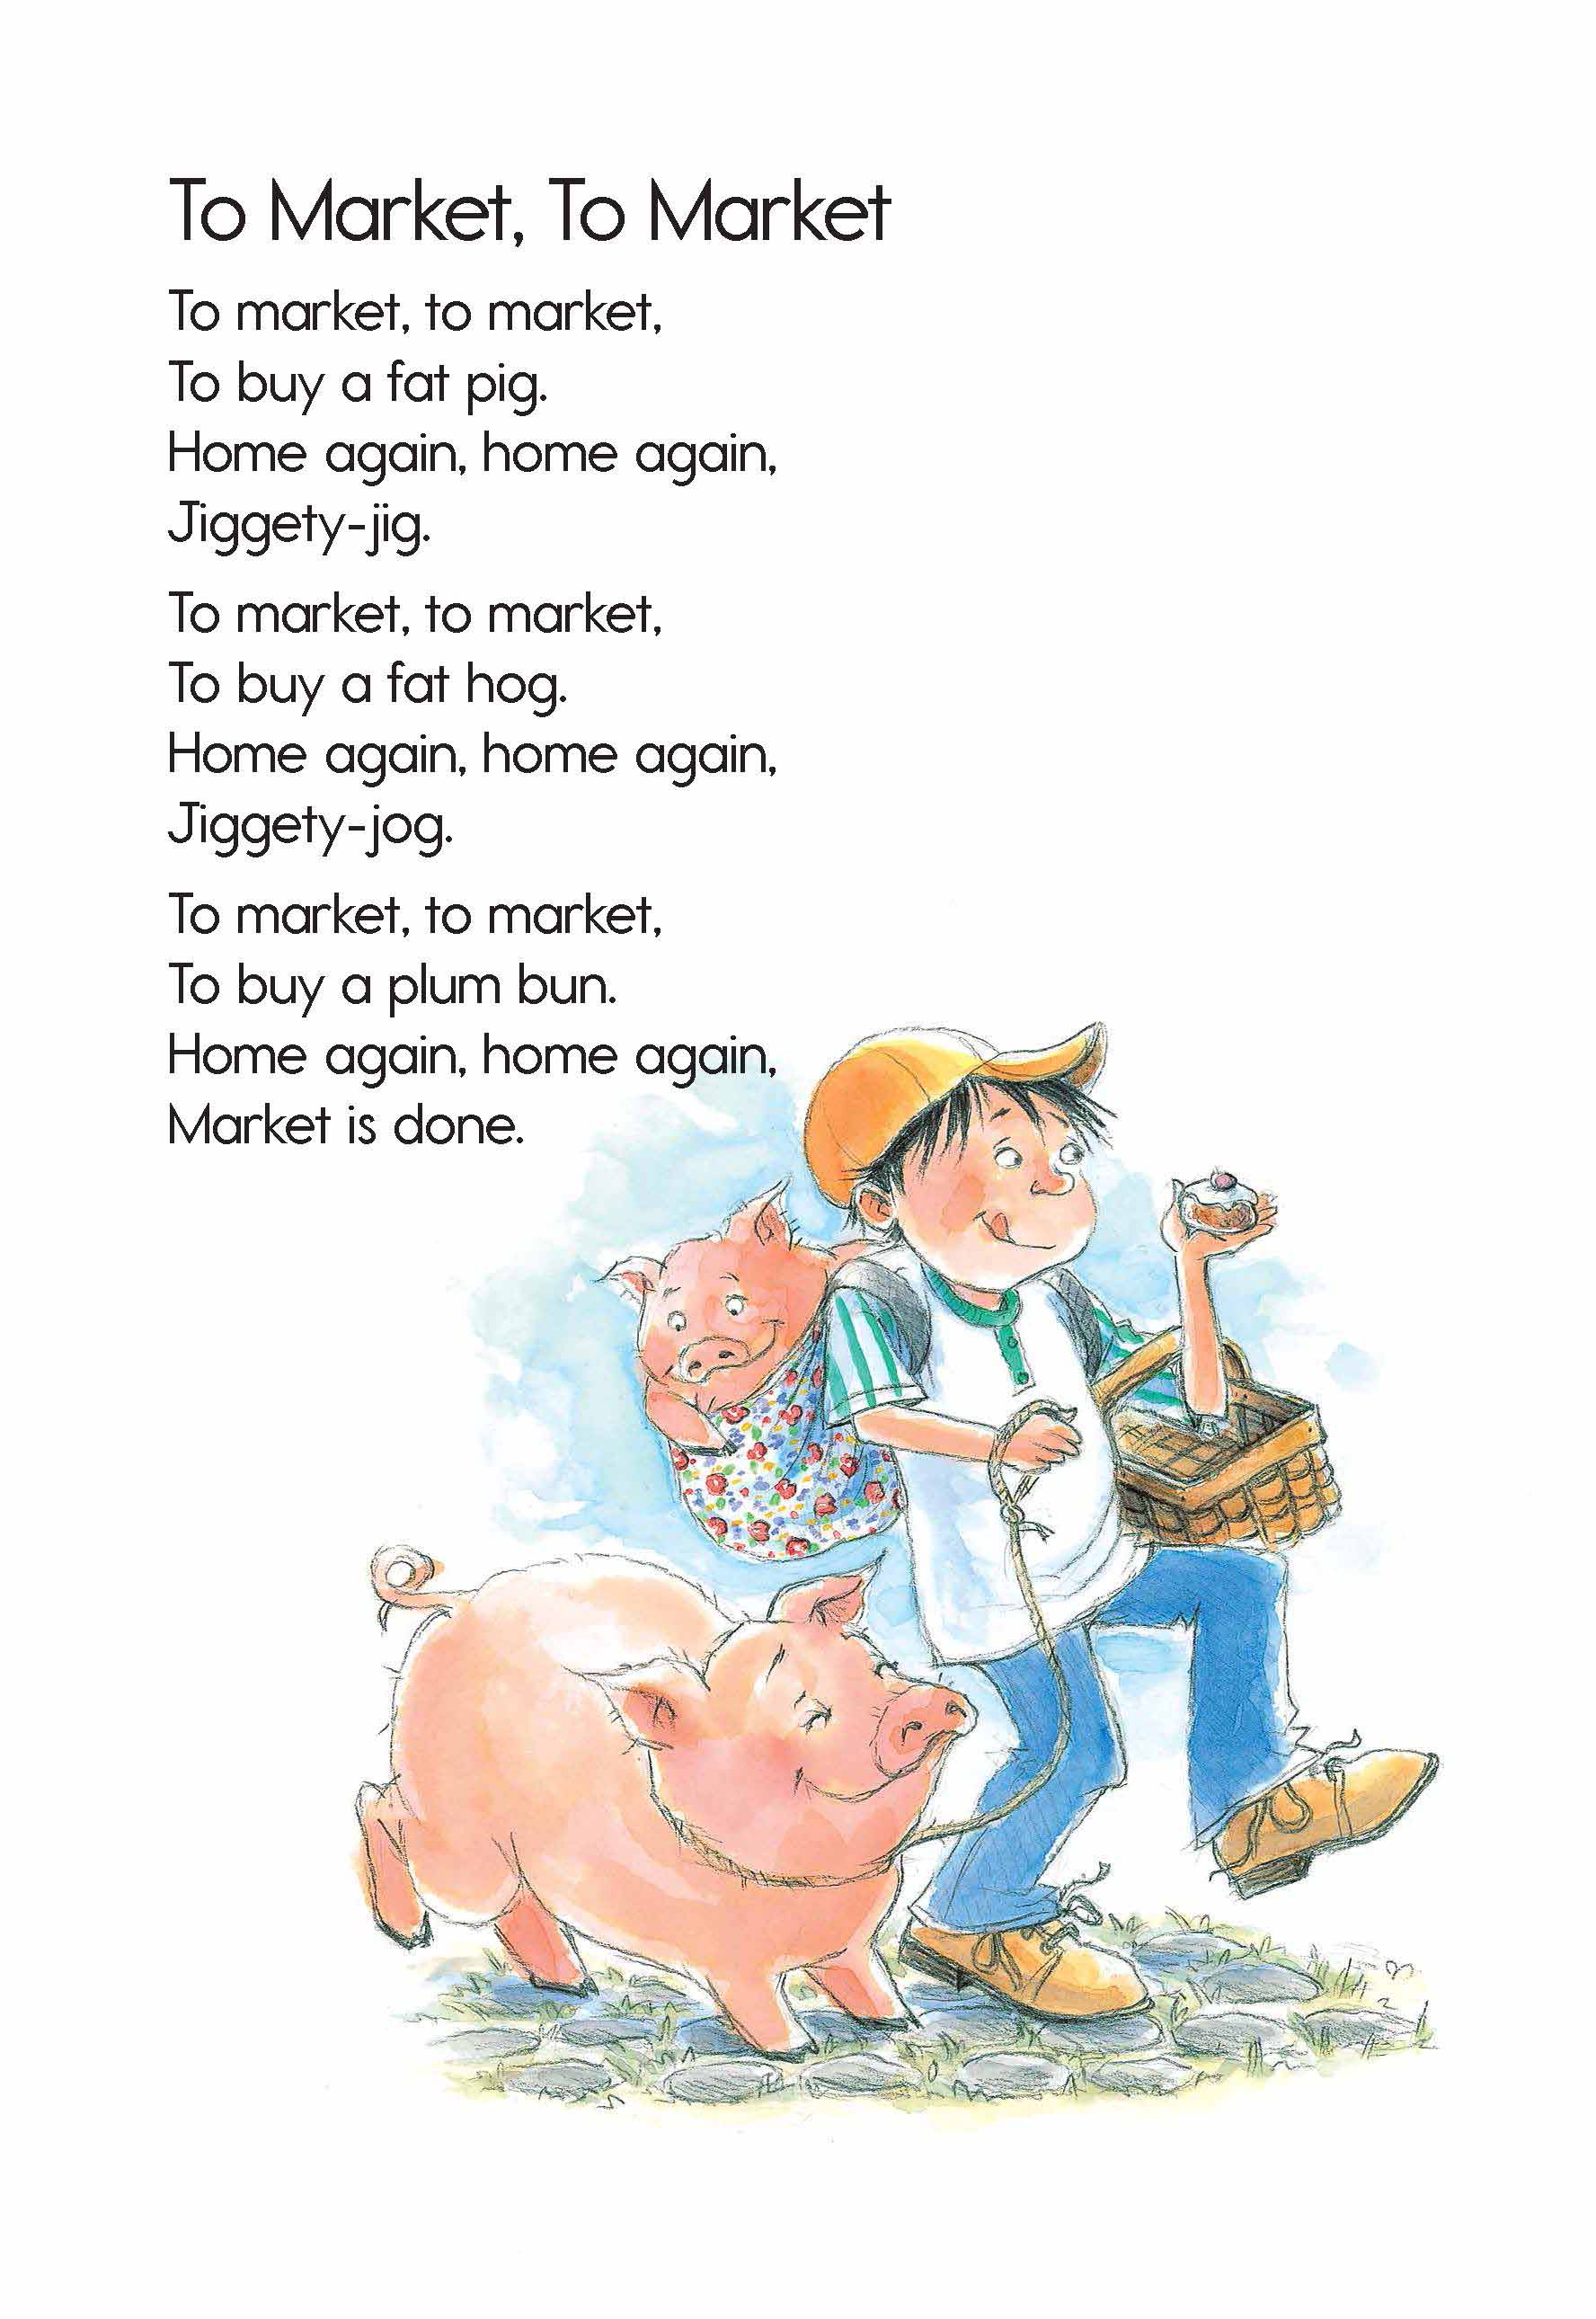 To Market, To Market
To market, to market,
To buy a fat pig.
Home again, home again,
Jiggety-jig.
To market, to market,
To buy a fat hog.
Home again, home again,
Jiggety-jog.
To market, to market,
To buy a plum bun.
Home again, home again,
Market is done.